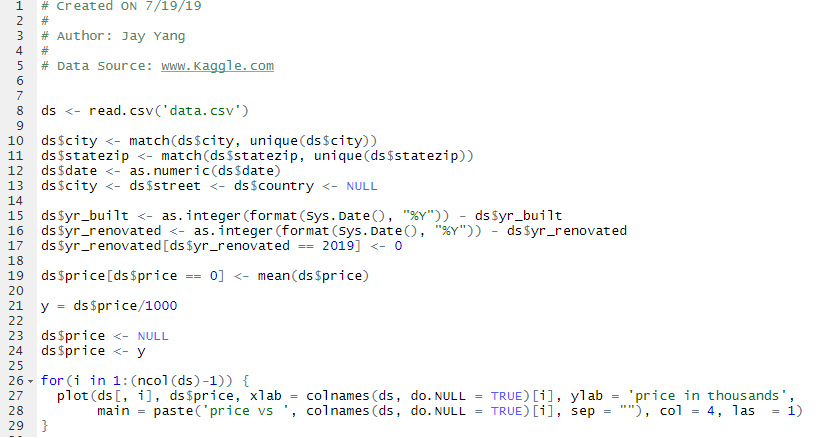 1 # Created ON 7/19/19
2 #
3 # Author: Jay Yang
4 #
5 # Data Source: www.Kaggle.com
6
7
8 ds <- read.csv('data.csv')
9
10 ds$city <- match(ds$city, unique(ds$city))
11 ds$statezip <- match(ds$statezip, unique(ds$statezip))
12 ds$date <- as.numeric(ds$date)
13 ds$city <- ds$street <- ds$country <- NULL
14
15 ds$yr_built <- as.integer(format(Sys.Date(), "%Y")) - ds$yr_built
16 ds$yr_renovated <- as.integer(format(Sys.Date(), "%Y")) - ds$yr_renovated
17 ds$yr_renovated[ds$yr_renovated == 2019] <- 0
18
19 ds$price[ds$price == 0] <- mean(ds$price)
20
21 y = ds$price/1000
22
23 ds$price <- NULL
24 ds$price <- y
25
26 for(i in 1:(ncol(ds)-1)) {
27 plot(ds[, i], ds$price, xlab = colnames(ds, do.NULL = TRUE)[i], ylab = 'price in thousands',
28 main = paste('price vs ', colnames(ds, do.NULL = TRUE)[i], sep = ""), col = 4, las = 1)
29 }